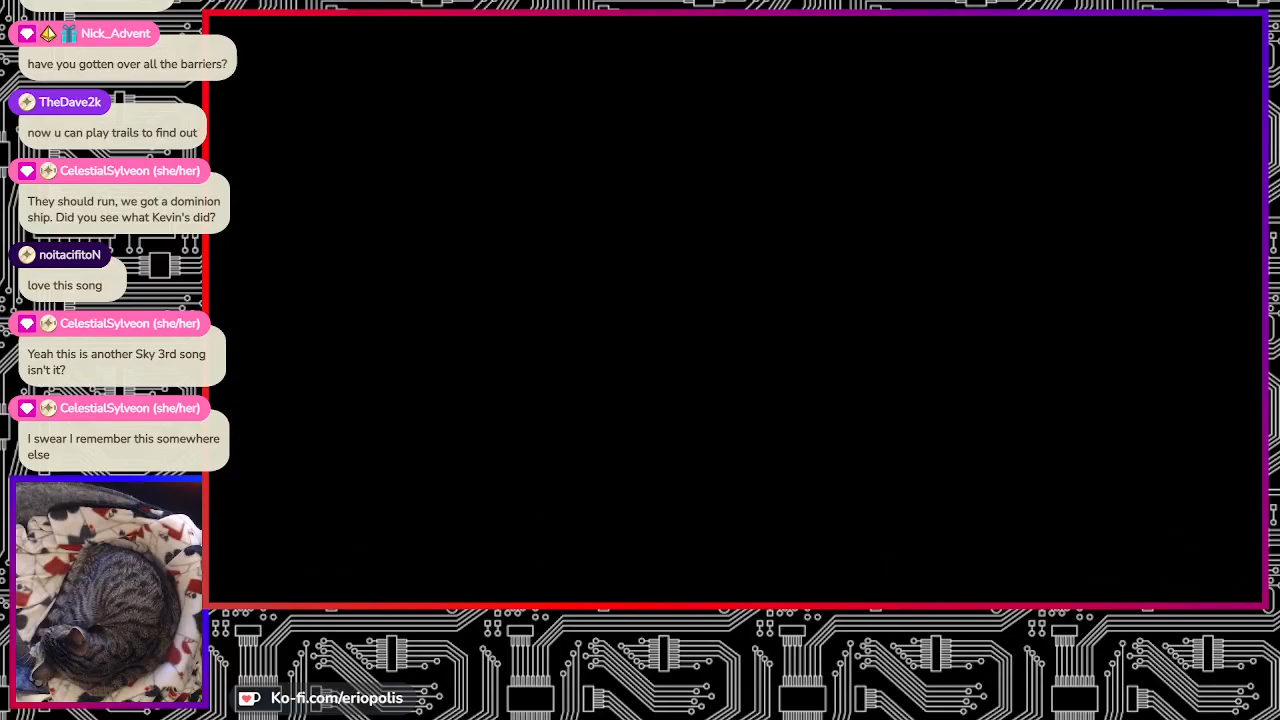 Nick_Advent
have you gotten over all the barriers?
TheDave2k
now u can play trails to find out
CelestialSylveon (she/her)
They should run, we got a dominion
ship. Did you see what Kevin's did?
noitacifitoN
love this song
CelestialSylveon (she/her)
Yeah this is another Sky 3rd song
isn't it?
CelestialSylveon (she/her)
I swear I remember this somewhere
else
Ko-fi.com/eriopolis